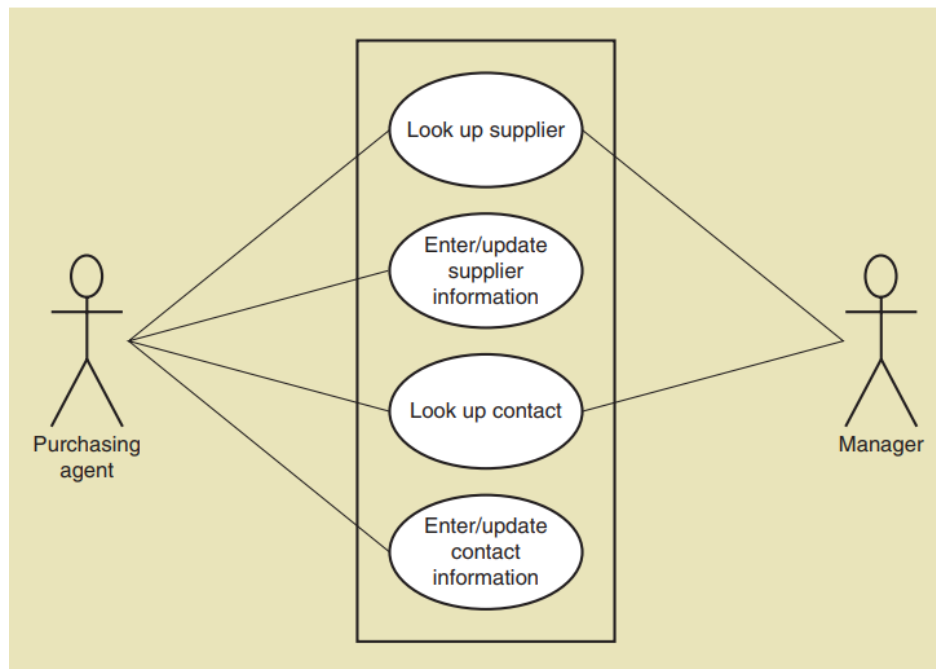 Look up supplier
Enter/update
supplier
information
Look up contact
Enter/update
contact
information
Purchasing
agent
Manager